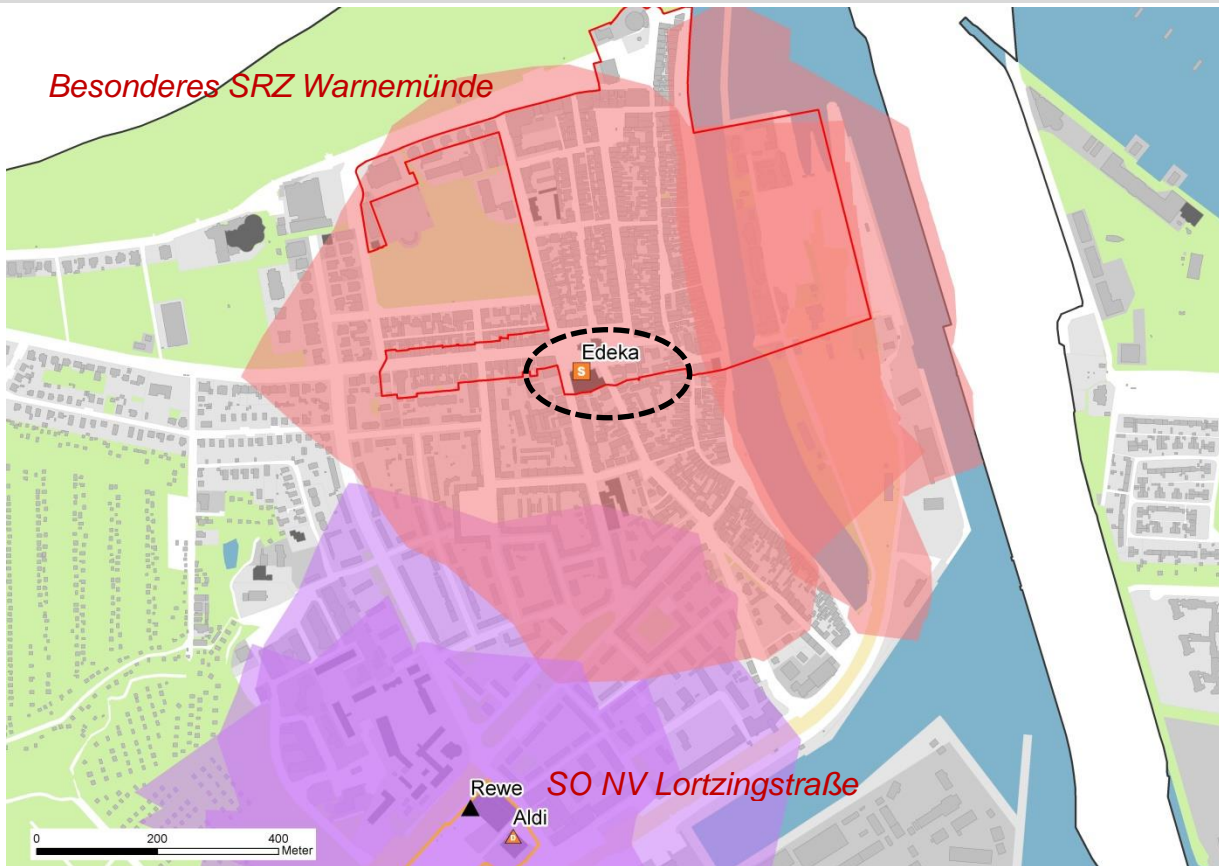 Besonderes SRZ Warnemünde
Edeka
S
SO NV Lortzingstraße
Rewe
Aldi
D
0 200 400
Meter